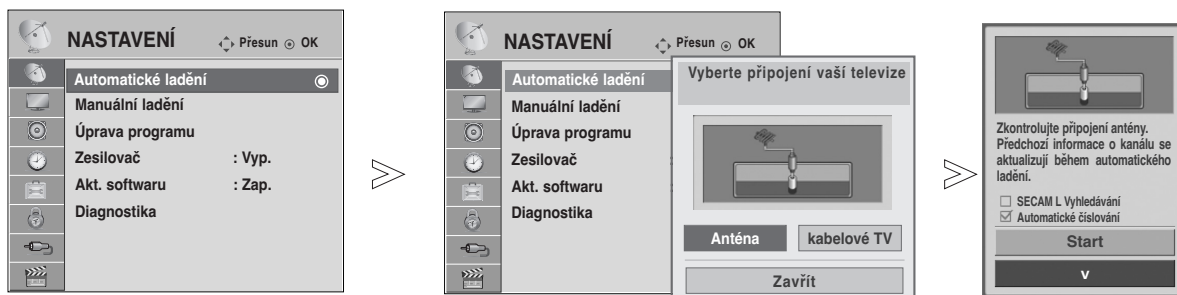 NASTAVENÍ Přesun OK
Automatické ladění
Manuální ladění
Úprava programu
Zesilovač : Vyp.
Akt. softwaru : Zap.
Diagnostika
NASTAVENÍ Přesun OK
Automatické ladění
Manuální ladění
Úprava programu
Zesilovač :
Akt. softwaru :
Diagnostika
Vyberte připojení vaší televize
Anténa kabelové TV
Zavřít
Zkontrolujte připojení antény.
Předchozí informace o kanálu se
aktualizují během automatického
ladění.
SECAM L Vyhledávání
Automatické číslování
Start
v